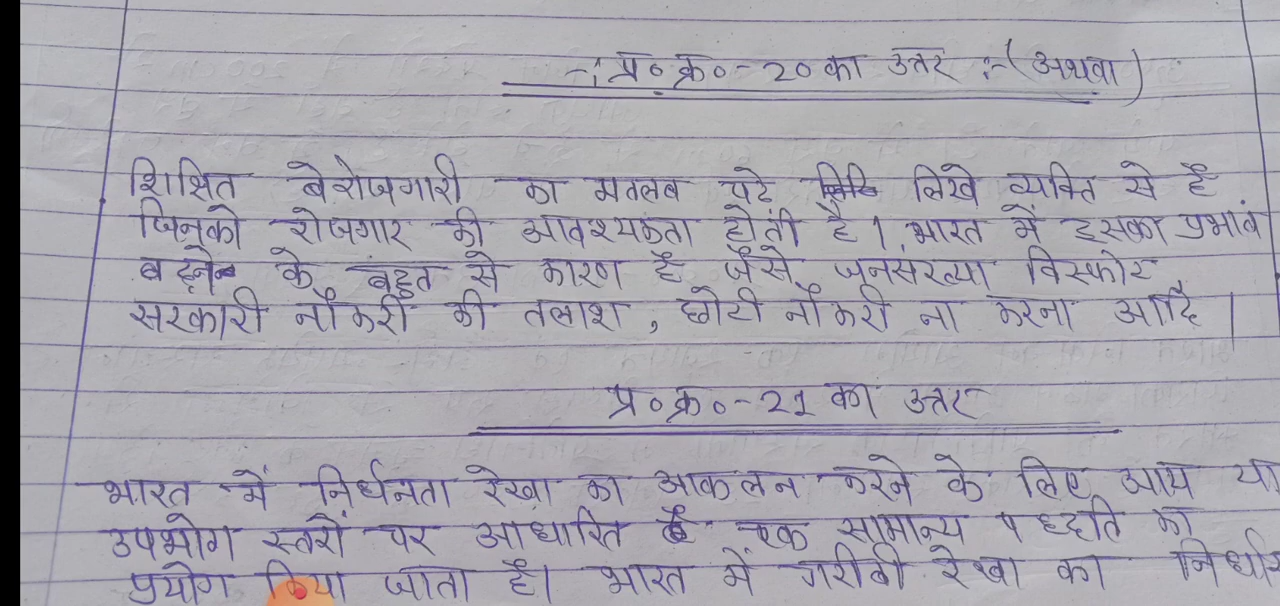 -: प्र० क्र० - 20 का उत्तर :- (अथवा)
शिक्षित बेरोजगारी का मतलब पढे लिखे व्यक्ति से है
जिनको रोजगार की आवश्यकता होती है। भारत में इसका प्रभाव
बढ़ने के बहुत से कारण है जैसे जनसख्या विस्फोट
सरकारी नौकरी की तलाश, छोटी नौकरी ना करना आदि।
प्र० क्र० - 21 का उत्तर
भारत में निर्धनता रेखा का आकलन करने के लिए आय या
उपभोग स्तरों पर आधारित एक सामान्य पद्दति का
प्रयोग किया जाता है। भारत में गरीबी रेखा का